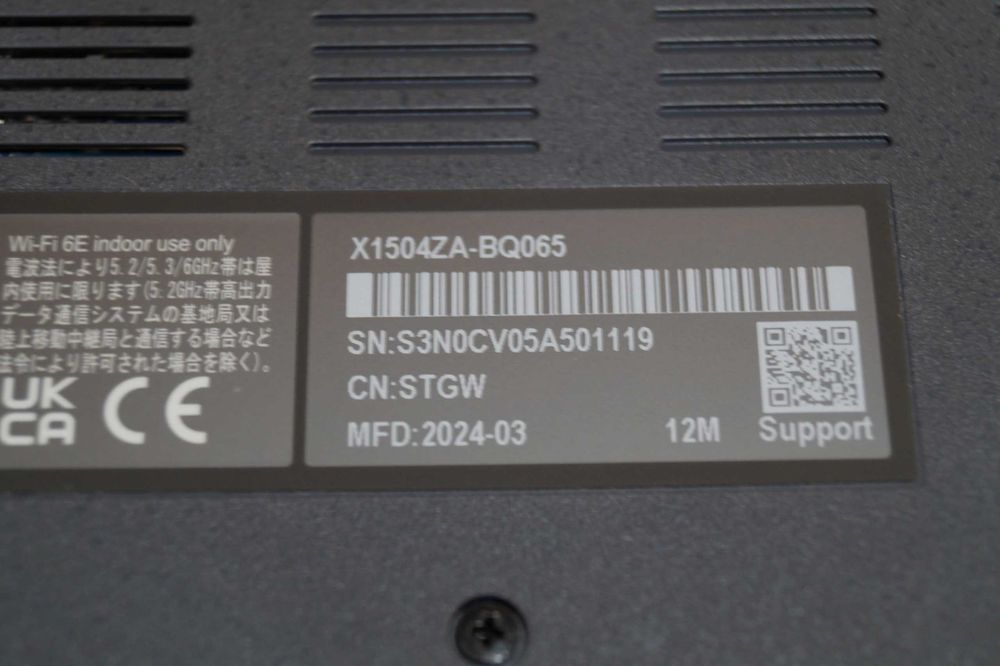 Wi-Fi 6E indoor use only
電波法により5.2/5.3/6GHz帯は屋
内使用に限ります(5.2GHz帯高出力
データ通信システムの基地局又は
陸上移動中継局と通信する場合など
法令により許可された場合を除く)。
UK
CA
CE
X1504ZA-BQ065
SN:S3N0CV05A501119
CN:STGW
MFD:2024-03
12M
Support